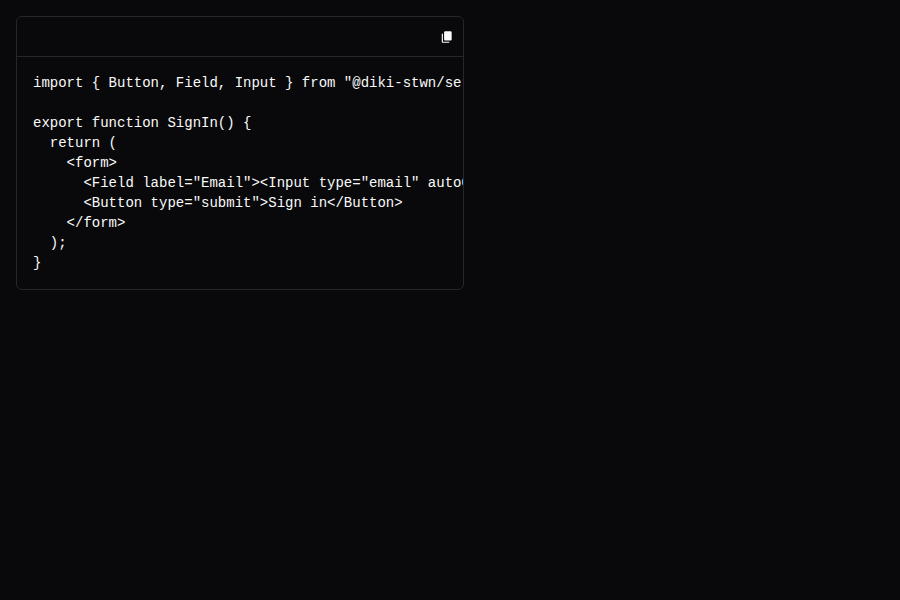 import { Button, Field, Input } from "@diki-stwn/se

export function SignIn() {
  return (
    <form>
      <Field label="Email"><Input type="email" auto
      <Button type="submit">Sign in</Button>
    </form>
  );
}